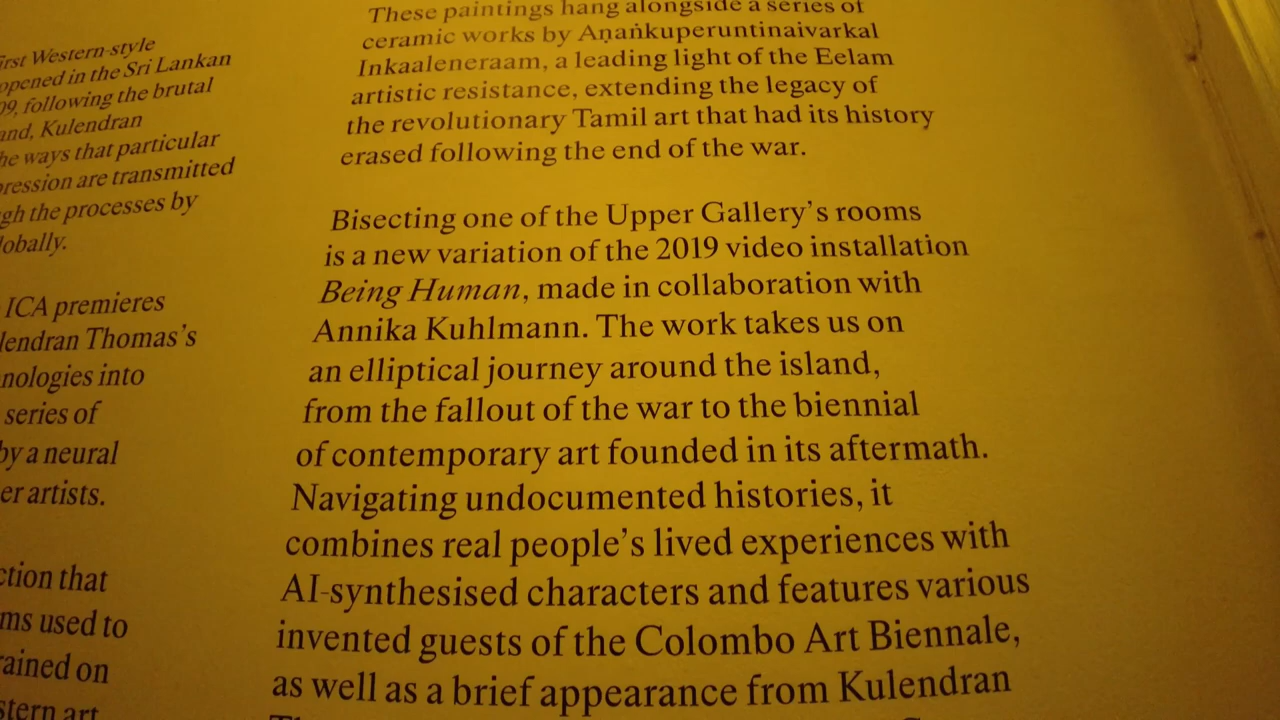 first Western-style
opened in the Sri Lankan
09, following the brutal
and, Kulendran
the ways that particular
pression are transmitted
gh the processes by
lobally.
ICA premieres
lendran Thomas's
nologies into
series of
by a neural
er artists.
ction that
ms used to
rained on
stern art
These paintings hang alongside a series of
ceramic works by Aṇaṅkuperuntinaivarkal
Inkaaleneraam, a leading light of the Eelam
artistic resistance, extending the legacy of
the revolutionary Tamil art that had its history
erased following the end of the war.
Bisecting one of the Upper Gallery's rooms
is a new variation of the 2019 video installation
Being Human, made in collaboration with
Annika Kuhlmann. The work takes us on
an elliptical journey around the island,
from the fallout of the war to the biennial
of contemporary art founded in its aftermath.
Navigating undocumented histories, it
combines real people's lived experiences with
AI-synthesised characters and features various
invented guests of the Colombo Art Biennale,
as well as a brief appearance from Kulendran